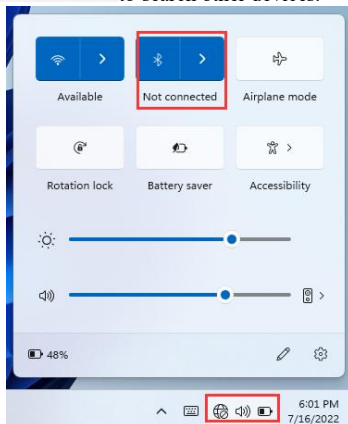 to search other devices.
Available Not connected Airplane mode
Rotation lock Battery saver Accessibility
48%
6:01 PM
7/16/2022